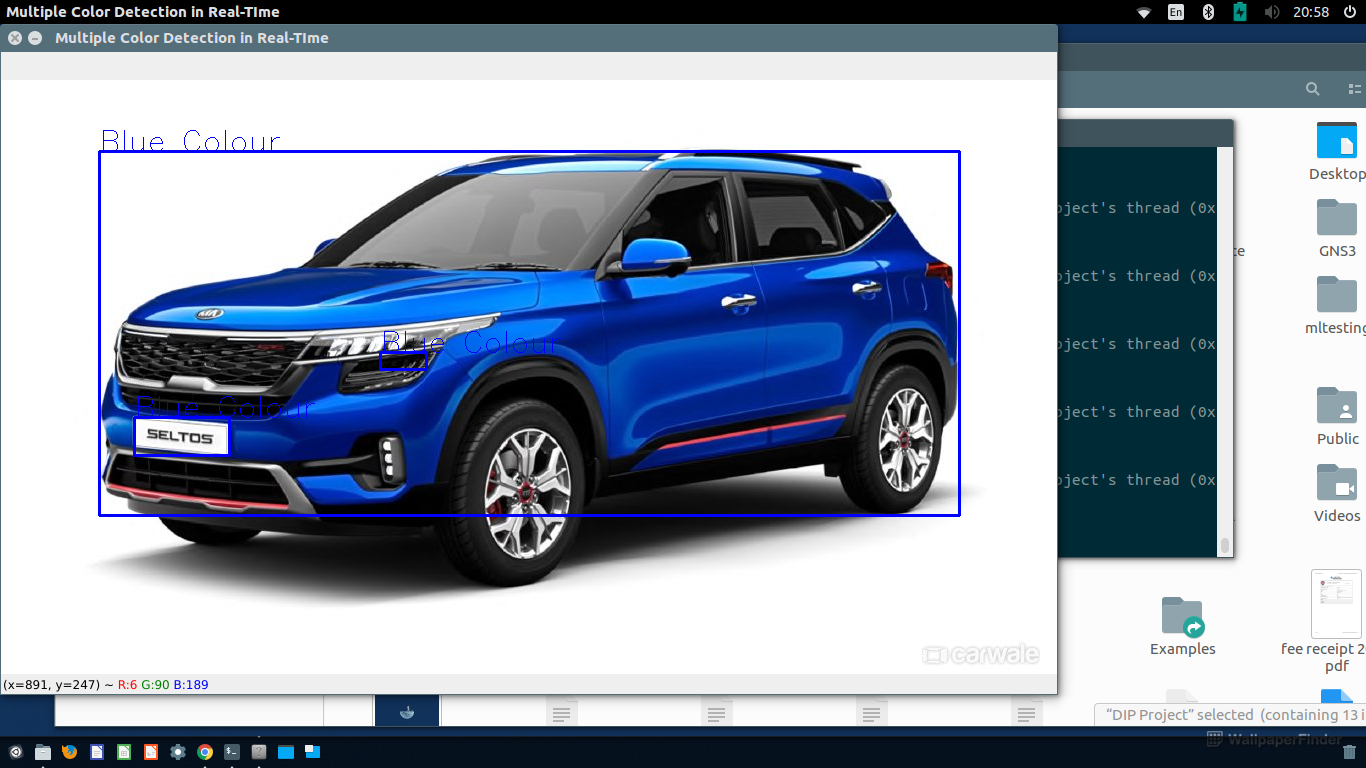 Multiple Color Detection in Real-TIme
En
20:58
Multiple Color Detection in Real-TIme
Blue Colour
KIA
Blue Colour
Blue Colour
SELTOS
carwale
(x=891, y=247) ~ R:6 G:90 B:189
oject's thread (0x
oject's thread (0x
oject's thread (0x
oject's thread (0x
oject's thread (0x
Desktop
GNS3
mltesting
Public
Videos
Examples
fee receipt 2
pdf
"DIP Project" selected (containing 13 i
WallpaperFinder